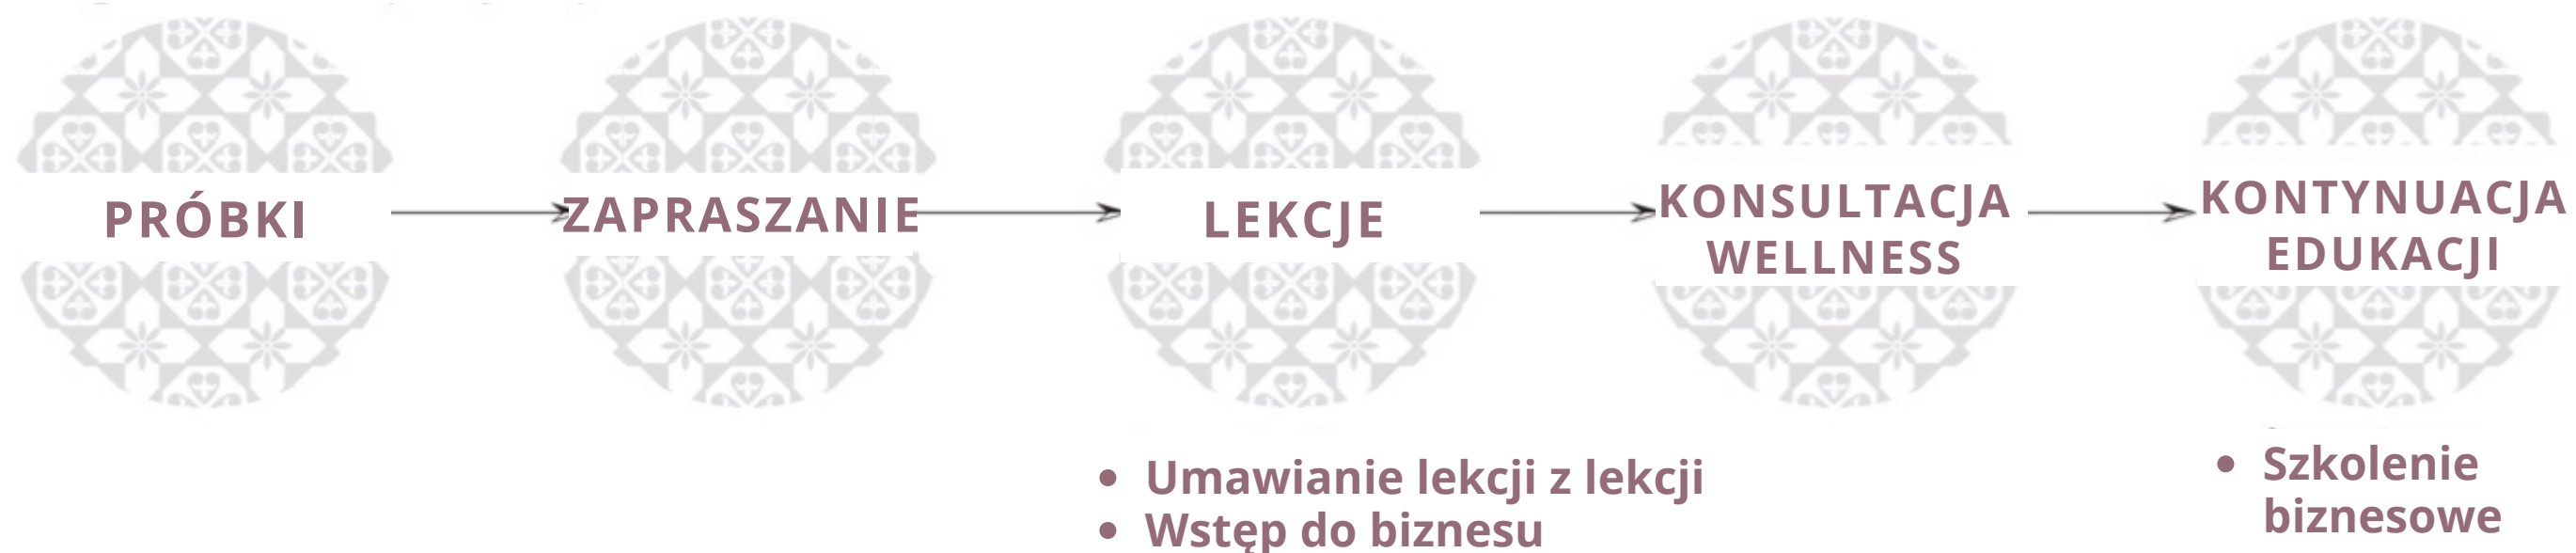 PRÓBKI
ZAPRASZANIE
LEKCJE
KONSULTACJA
WELLNESS
KONTYNUACJA
EDUKACJI
• Umawianie lekcji z lekcji
• Wstęp do biznesu
• Szkolenie
biznesowe